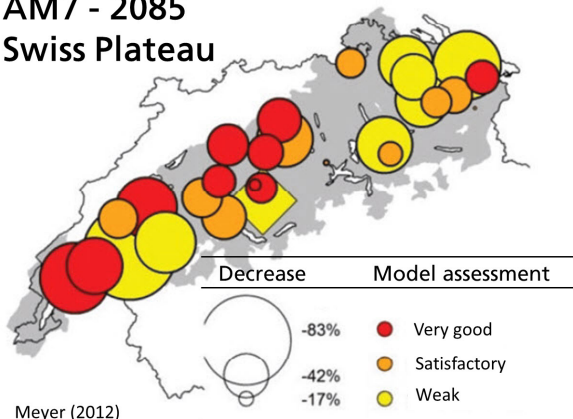 AM7 - 2085
Swiss Plateau
Decrease Model assessment
-83% Very good
Satisfactory
-42%
-17% Weak
Meyer (2012)